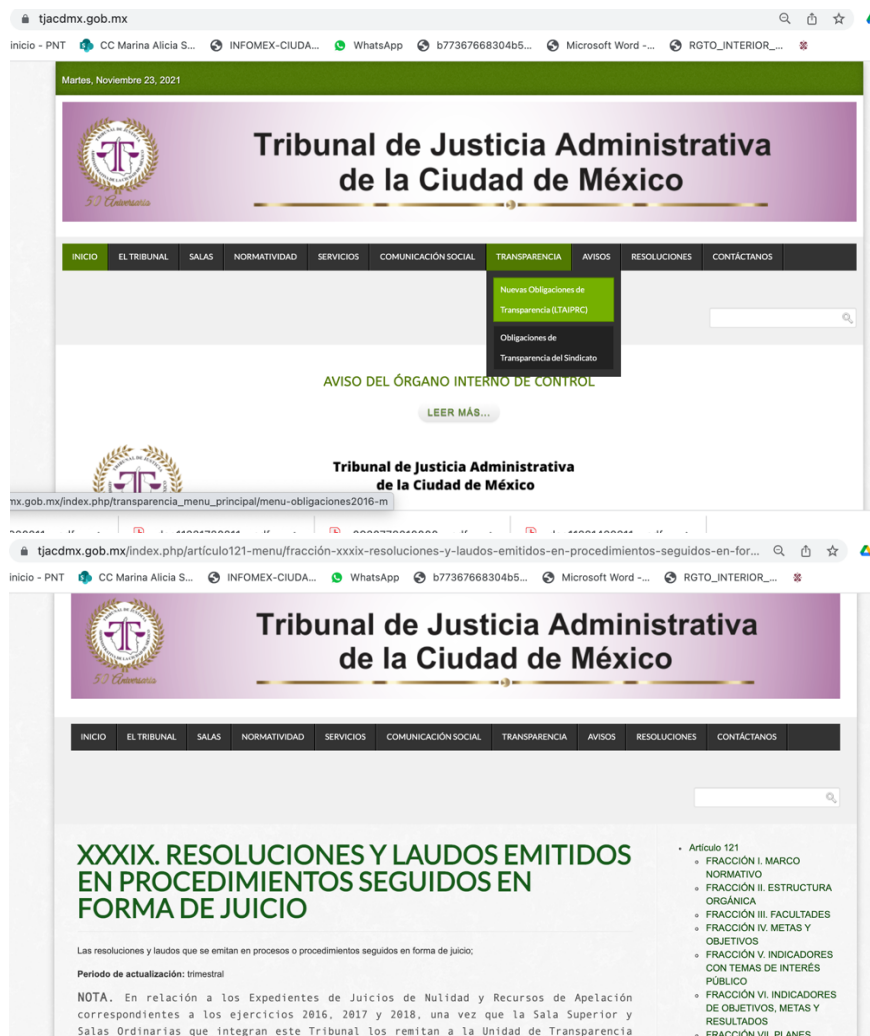 tjacdmx.gob.mx
inicio - PNT CC Marina Alicia S... INFOMEX-CIUDA... WhatsApp b77367668304b5... Microsoft Word -... RGTO_INTERIOR_...
Martes, Noviembre 23, 2021
Tribunal de Justicia Administrativa
de la Ciudad de México
50 Aniversario
INICIO EL TRIBUNAL SALAS NORMATIVIDAD SERVICIOS COMUNICACIÓN SOCIAL TRANSPARENCIA AVISOS RESOLUCIONES CONTÁCTANOS
Nuevas Obligaciones de
Transparencia (LTAIPRC)
Obligaciones de
Transparencia del Sindicato
AVISO DEL ÓRGANO INTERNO DE CONTROL
LEER MÁS...
Tribunal de Justicia Administrativa
de la Ciudad de México
mx.gob.mx/index.php/transparencia_menu_principal/menu-obligaciones2016-m
tjacdmx.gob.mx/index.php/artículo121-menu/fracción-xxxix-resoluciones-y-laudos-emitidos-en-procedimientos-seguidos-en-for...
inicio - PNT CC Marina Alicia S... INFOMEX-CIUDA... WhatsApp b77367668304b5... Microsoft Word -... RGTO_INTERIOR_...
Tribunal de Justicia Administrativa
de la Ciudad de México
50 Aniversario
INICIO EL TRIBUNAL SALAS NORMATIVIDAD SERVICIOS COMUNICACIÓN SOCIAL TRANSPARENCIA AVISOS RESOLUCIONES CONTÁCTANOS
XXXIX. RESOLUCIONES Y LAUDOS EMITIDOS
EN PROCEDIMIENTOS SEGUIDOS EN
FORMA DE JUICIO
Las resoluciones y laudos que se emitan en procesos o procedimientos seguidos en forma de juicio;
Periodo de actualización: trimestral
NOTA. En relación a los Expedientes de Juicios de Nulidad y Recursos de Apelación
correspondientes a los ejercicios 2016, 2017 y 2018, una vez que la Sala Superior y
Salas Ordinarias que integran este Tribunal los remitan a la Unidad de Transparencia
Artículo 121
FRACCIÓN I. MARCO
NORMATIVO
FRACCIÓN II. ESTRUCTURA
ORGÁNICA
FRACCIÓN III. FACULTADES
FRACCIÓN IV. METAS Y
OBJETIVOS
FRACCIÓN V. INDICADORES
CON TEMAS DE INTERÉS
PÚBLICO
FRACCIÓN VI. INDICADORES
DE OBJETIVOS, METAS Y
RESULTADOS
FRACCIÓN VII. PLANES